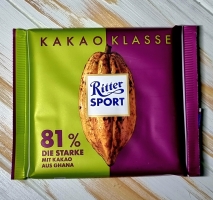 KAKAO KLASSE
Ritter
SPORT
81%
DIE STARKE
MIT KAKAO
AUS GHANA